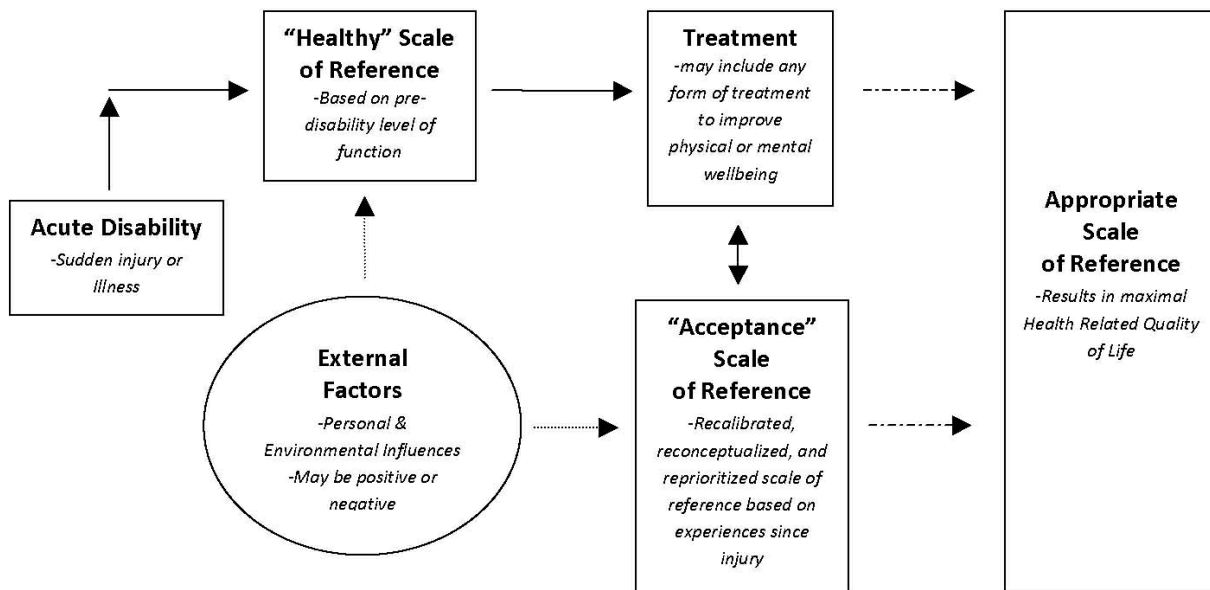 “Healthy” Scale
of Reference
-Based on pre-
disability level of
function
Treatment
-may include any
form of treatment
to improve
physical or mental
wellbeing
Acute Disability
-Sudden injury or
Illness
External
Factors
-Personal &
Environmental Influences
-May be positive or
negative
“Acceptance”
Scale
of Reference
-Recalibrated,
reconceptualized, and
reprioritized scale of
reference based on
experiences since
injury
Appropriate
Scale
of Reference
-Results in maximal
Health Related Quality
of Life